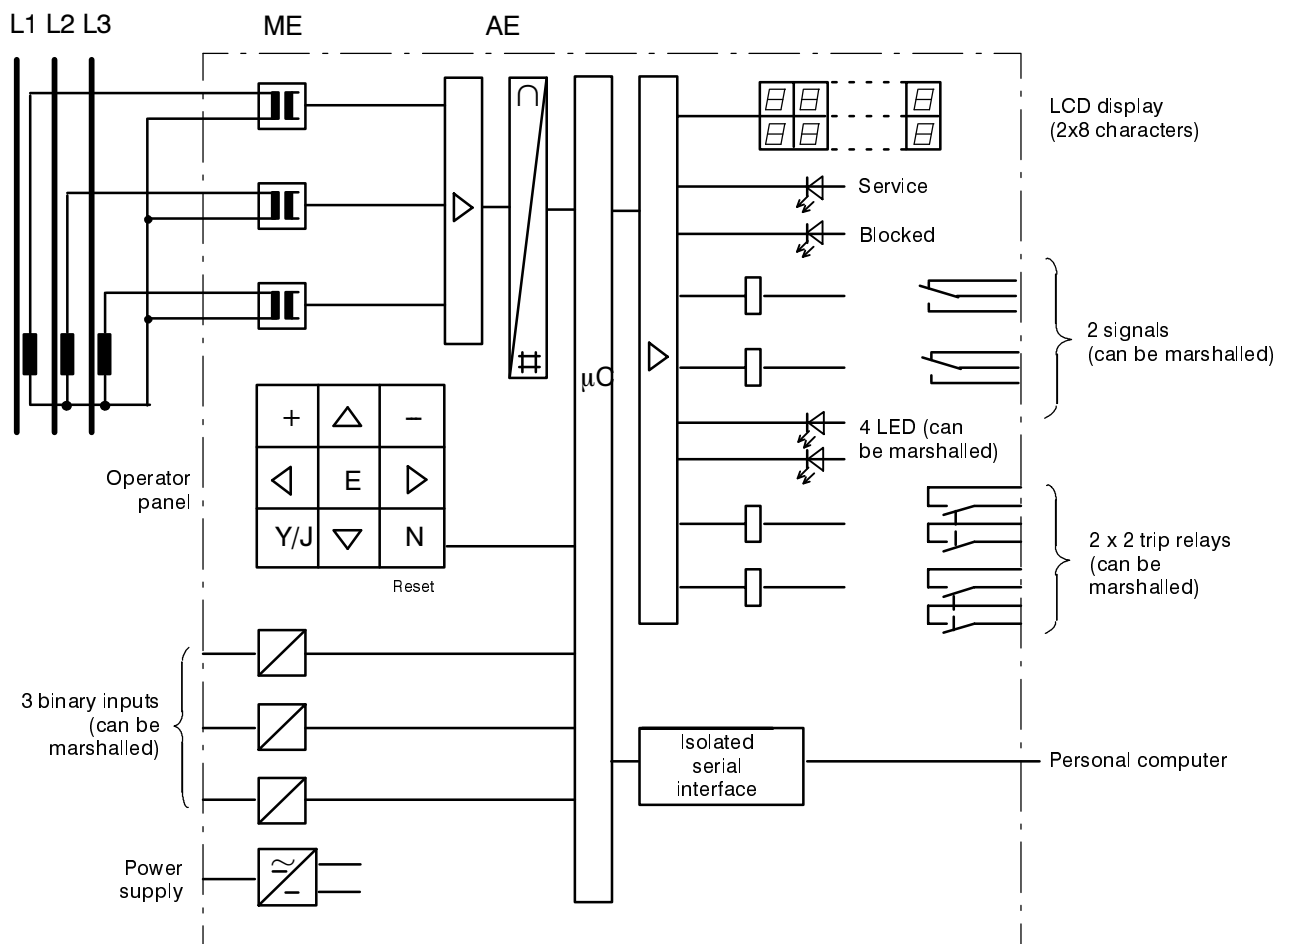 L1 L2 L3
ME
AE
LCD display
(2x8 characters)
Service
Blocked
2 signals
(can be marshalled)
µC
4 LED (can
be marshalled)
+
−
E
Y/J
N
Operator
panel
Reset
2 x 2 trip relays
(can be
marshalled)
3 binary inputs
(can be
marshalled)
Isolated
serial
interface
Personal computer
Power
supply